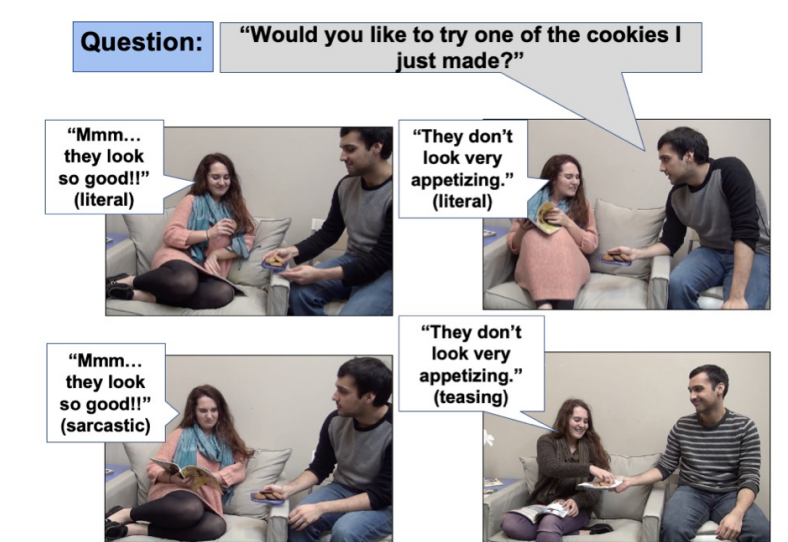 Question:
“Would you like to try one of the cookies I
just made?”
“Mmm…
they look
so good!!”
(literal)
“They don’t
look very
appetizing.”
(literal)
“Mmm…
they look
so good!!”
(sarcastic)
“They don’t
look very
appetizing.”
(teasing)